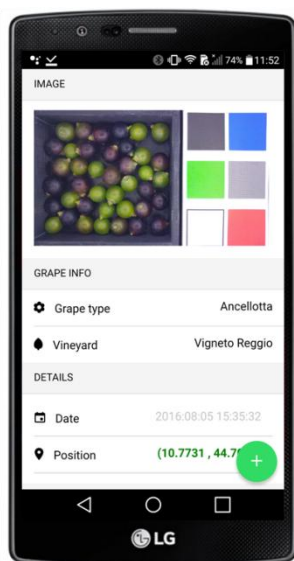 74% 11:52
IMAGE
GRAPE INFO
Grape type Ancellotta
Vineyard Vigneto Reggio
DETAILS
Date 2016:08:05 15:35:32
Position (10.7731 , 44.7
LG